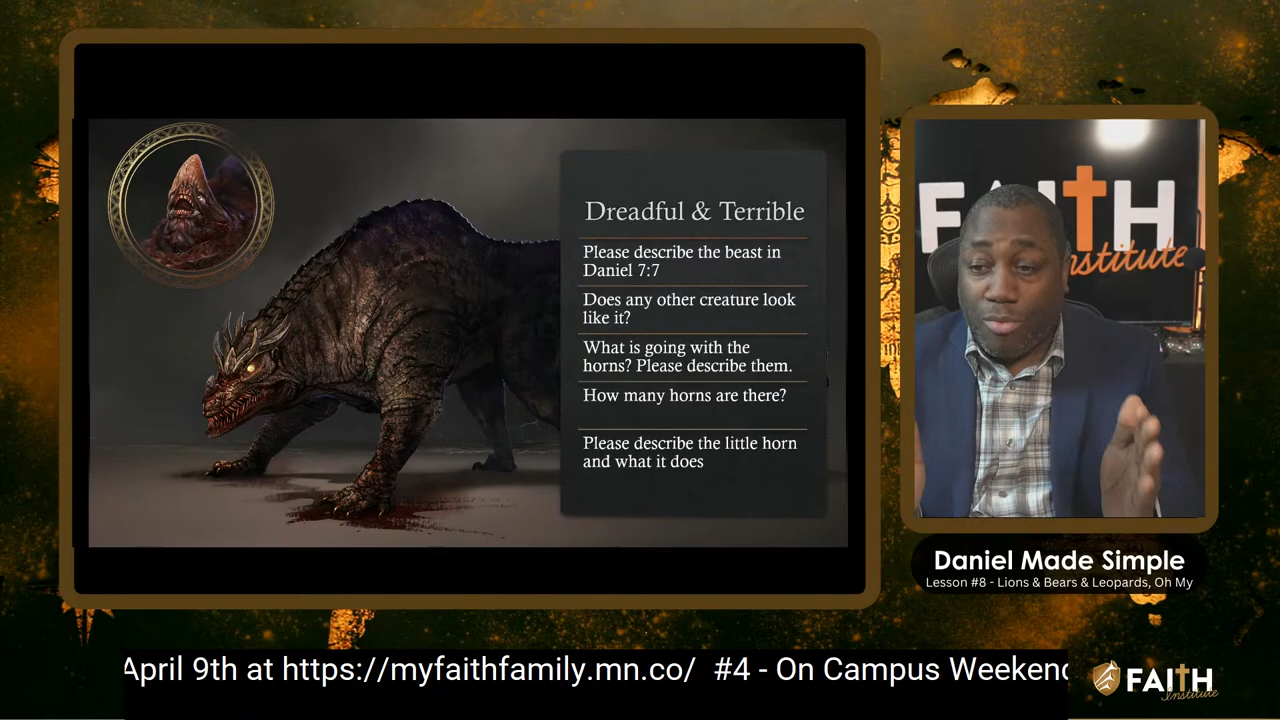 Dreadful & Terrible
Please describe the beast in
Daniel 7:7
Does any other creature look
like it?
What is going with the
horns? Please describe them.
How many horns are there?
Please describe the little horn
and what it does
FAITH
Institute
Daniel Made Simple
Lesson #8 - Lions & Bears & Leopards, Oh My
April 9th at https://myfaithfamily.mn.co/ #4 - On Campus Weekend
FAITH
Institute